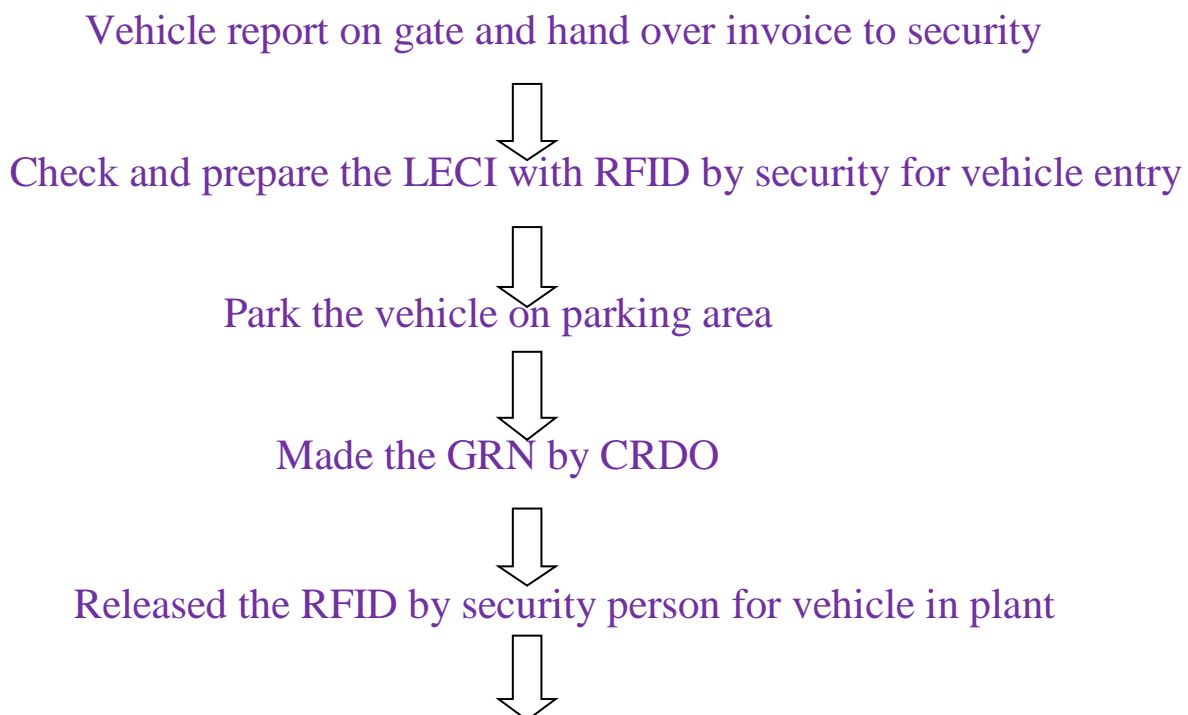 Vehicle report on gate and hand over invoice to security
Check and prepare the LECI with RFID by security for vehicle entry
Park the vehicle on parking area
Made the GRN by CRDO
Released the RFID by security person for vehicle in plant